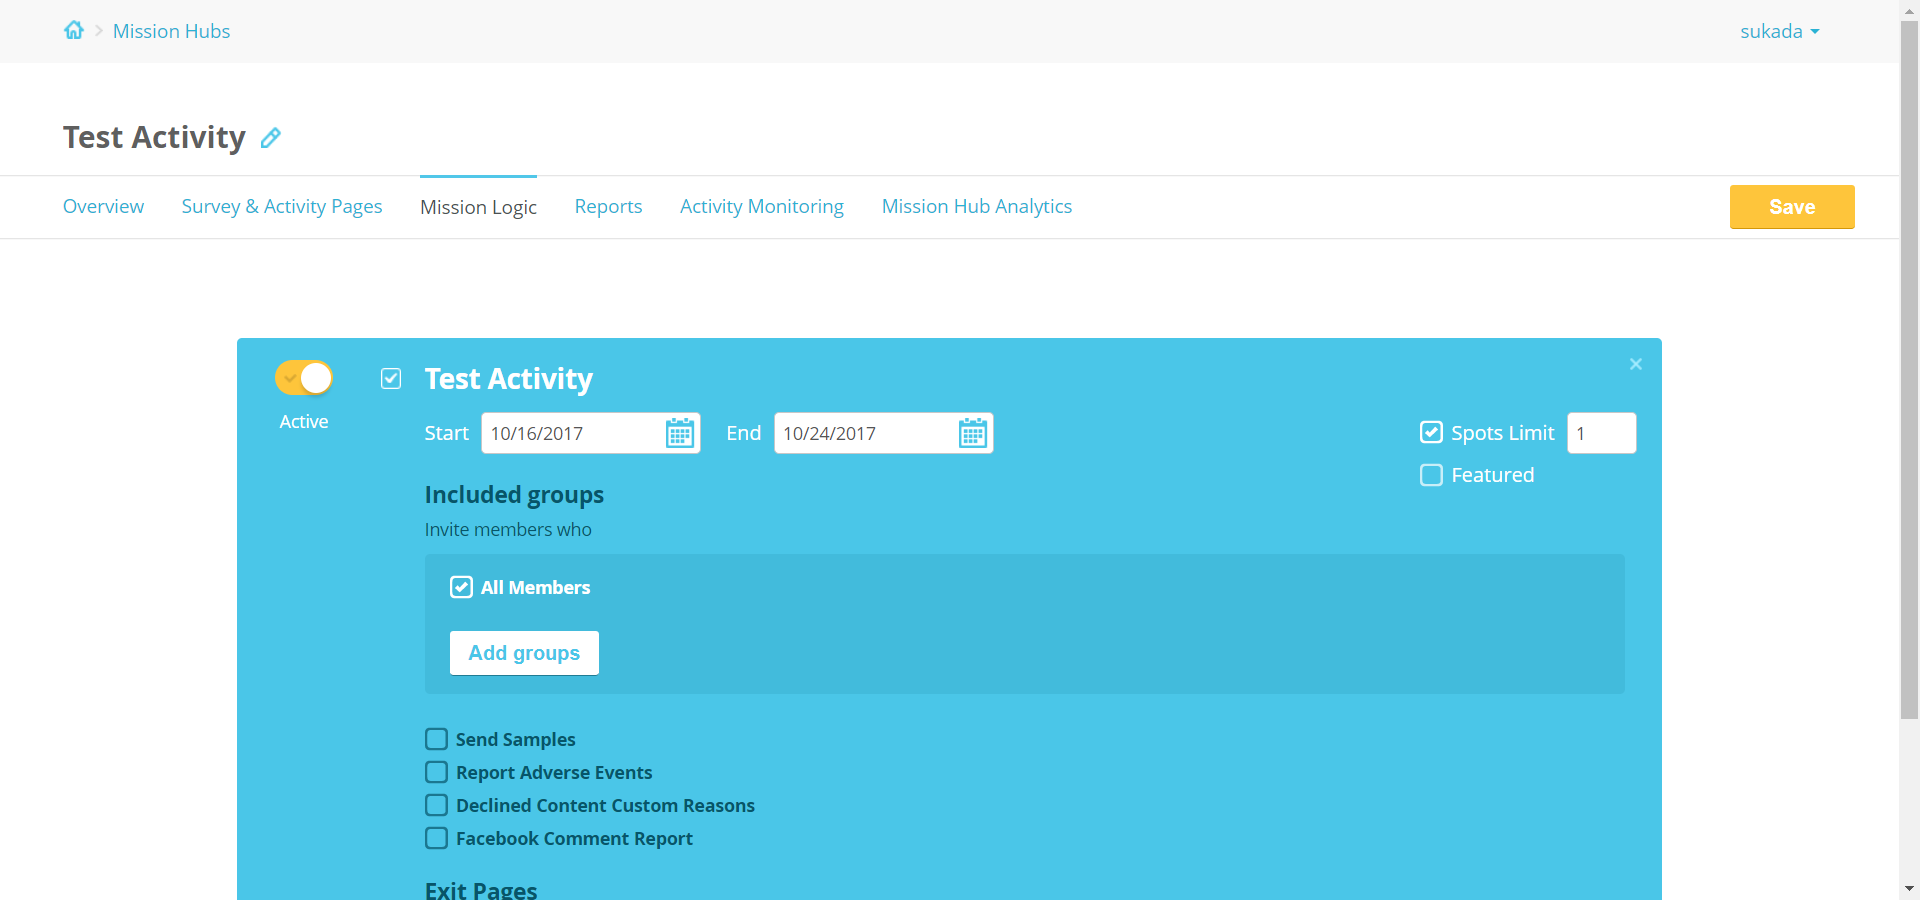 Mission Hubs
sukada
Test Activity
Overview
Survey & Activity Pages
Mission Logic
Reports
Activity Monitoring
Mission Hub Analytics
Save
Active
Test Activity
Start
10/16/2017
End
10/24/2017
Spots Limit
1
Featured
Included groups
Invite members who
All Members
Add groups
Send Samples
Report Adverse Events
Declined Content Custom Reasons
Facebook Comment Report
Exit Pages